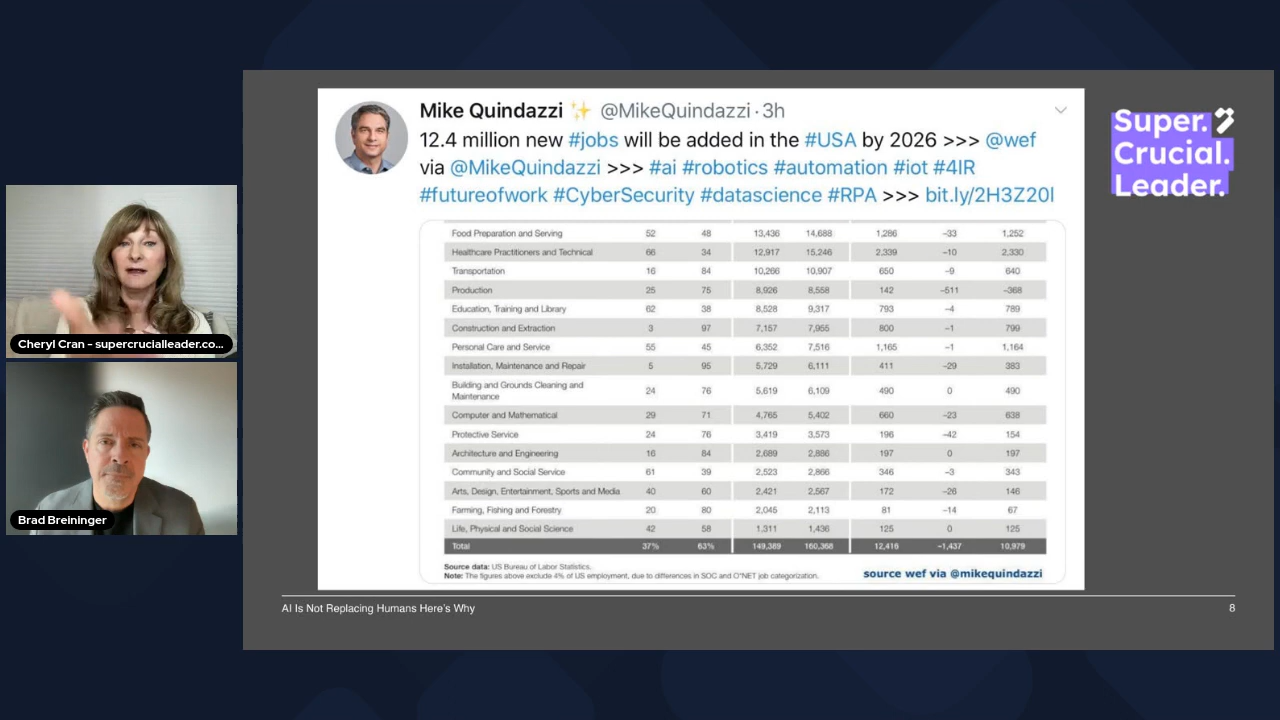 Mike Quindazzi ✨ @MikeQuindazzi · 3h
12.4 million new #jobs will be added in the #USA by 2026 >>> @wef
via @MikeQuindazzi >>> #ai #robotics #automation #iot #4IR
#futureofwork #CyberSecurity #datascience #RPA >>> bit.ly/2H3Z20I
Super.
Crucial.
Leader.
Food Preparation and Serving 52 48 13,436 14,688 1,286 –33 1,252
Healthcare Practitioners and Technical 66 34 12,917 15,246 2,339 –10 2,330
Transportation 16 84 10,266 10,907 650 –9 640
Production 25 75 8,926 8,558 142 –511 –368
Education, Training and Library 62 38 8,528 9,317 793 –4 789
Construction and Extraction 3 97 7,157 7,955 800 –1 799
Personal Care and Service 55 45 6,352 7,516 1,165 –1 1,164
Installation, Maintenance and Repair 5 95 5,729 6,111 411 –29 383
Building and Grounds Cleaning and
Maintenance 24 76 5,619 6,109 490 0 490
Computer and Mathematical 29 71 4,765 5,402 660 –23 638
Protective Service 24 76 3,419 3,573 196 –42 154
Architecture and Engineering 16 84 2,689 2,886 197 0 197
Community and Social Service 61 39 2,523 2,866 346 –3 343
Arts, Design, Entertainment, Sports and Media 40 60 2,421 2,567 172 –26 146
Farming, Fishing and Forestry 20 80 2,045 2,113 81 –14 67
Life, Physical and Social Science 42 58 1,311 1,436 125 0 125
Total 37% 63% 149,389 160,368 12,416 –1,437 10,979
Source data: US Bureau of Labor Statistics.
Note: The figures above exclude 4% of US employment, due to differences in SOC and O*NET job categorization.
source wef via @mikequindazzi
AI Is Not Replacing Humans Here's Why
8
Cheryl Cran - supercrucialleader.co...
Brad Breininger